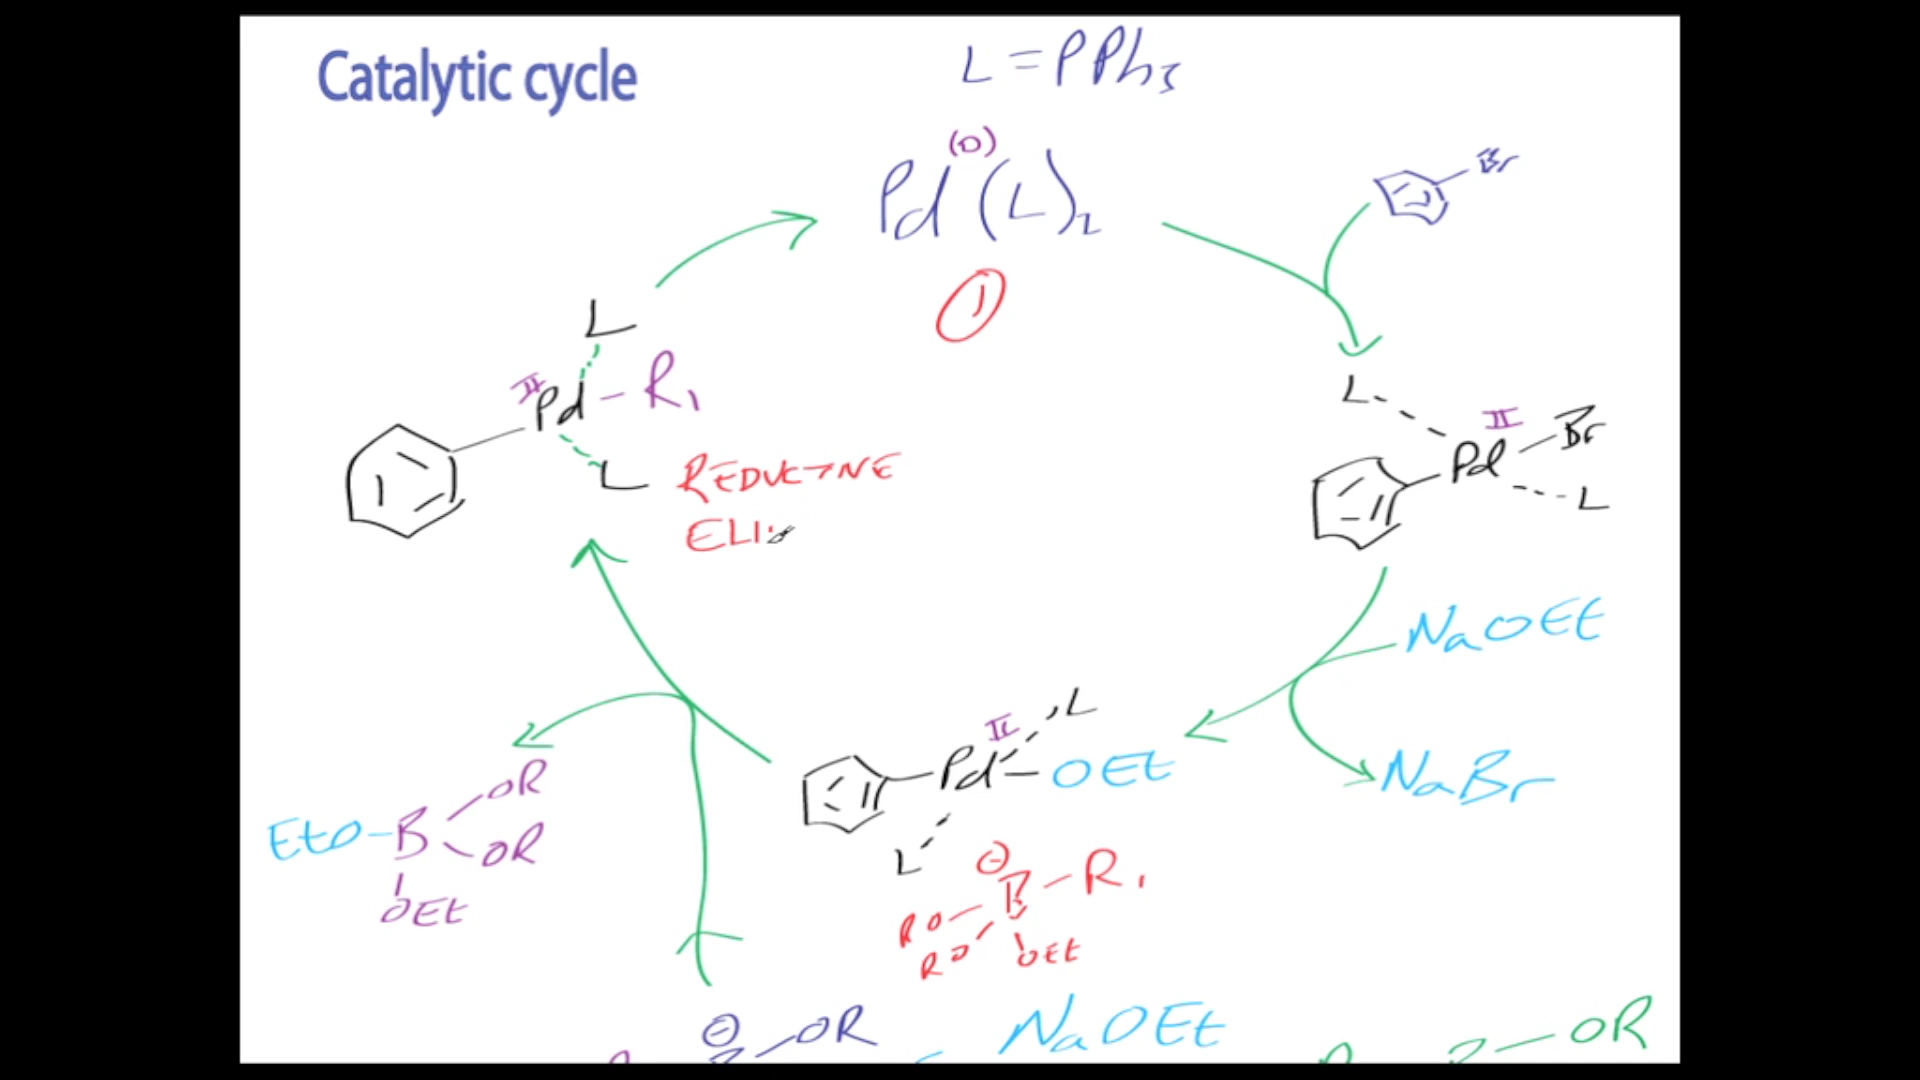 Catalytic cycle
L = PPh3
(0)
Pd (L)2
Br
1
L
II
Pd - R1
L
REDUCTIVE
ELI
L
II
Pd - Br
L
NaOEt
NaBr
L
II
Pd - OEt
L
OR
EtO - B
OR
OEt
⊖
B - R1
RO
RO
OEt
⊖
OR
NaOEt
OR